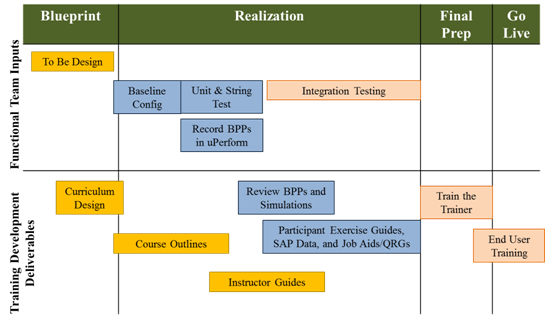 Blueprint
Realization
Final
Prep
Go
Live
Functional Team Inputs
To Be Design
Baseline
Config
Unit & String
Test
Integration Testing
Record BPPs
in uPerform
Training Development
Deliverables
Curriculum
Design
Review BPPs and
Simulations
Train the
Trainer
Course Outlines
Participant Exercise Guides,
SAP Data, and Job Aids/QRGs
End User
Training
Instructor Guides